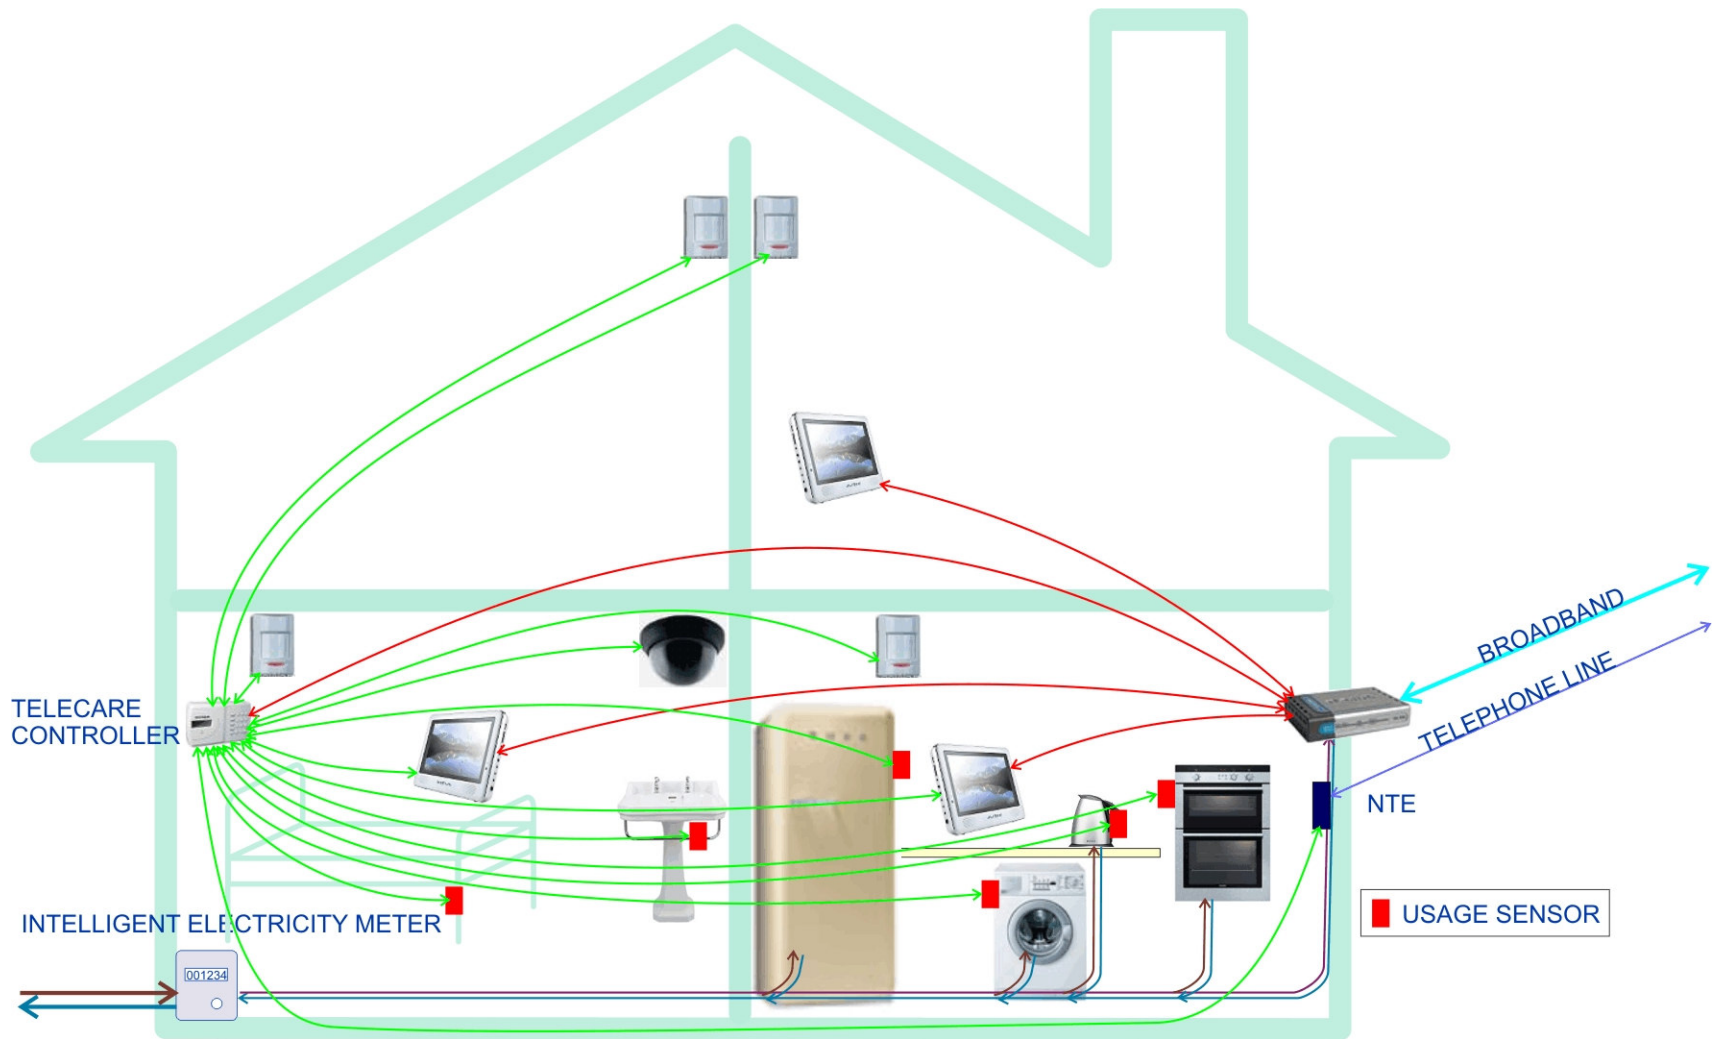 BROADBAND
TELEPHONE LINE
TELECARE
CONTROLLER
NTE
USAGE SENSOR
INTELLIGENT ELECTRICITY METER
001234